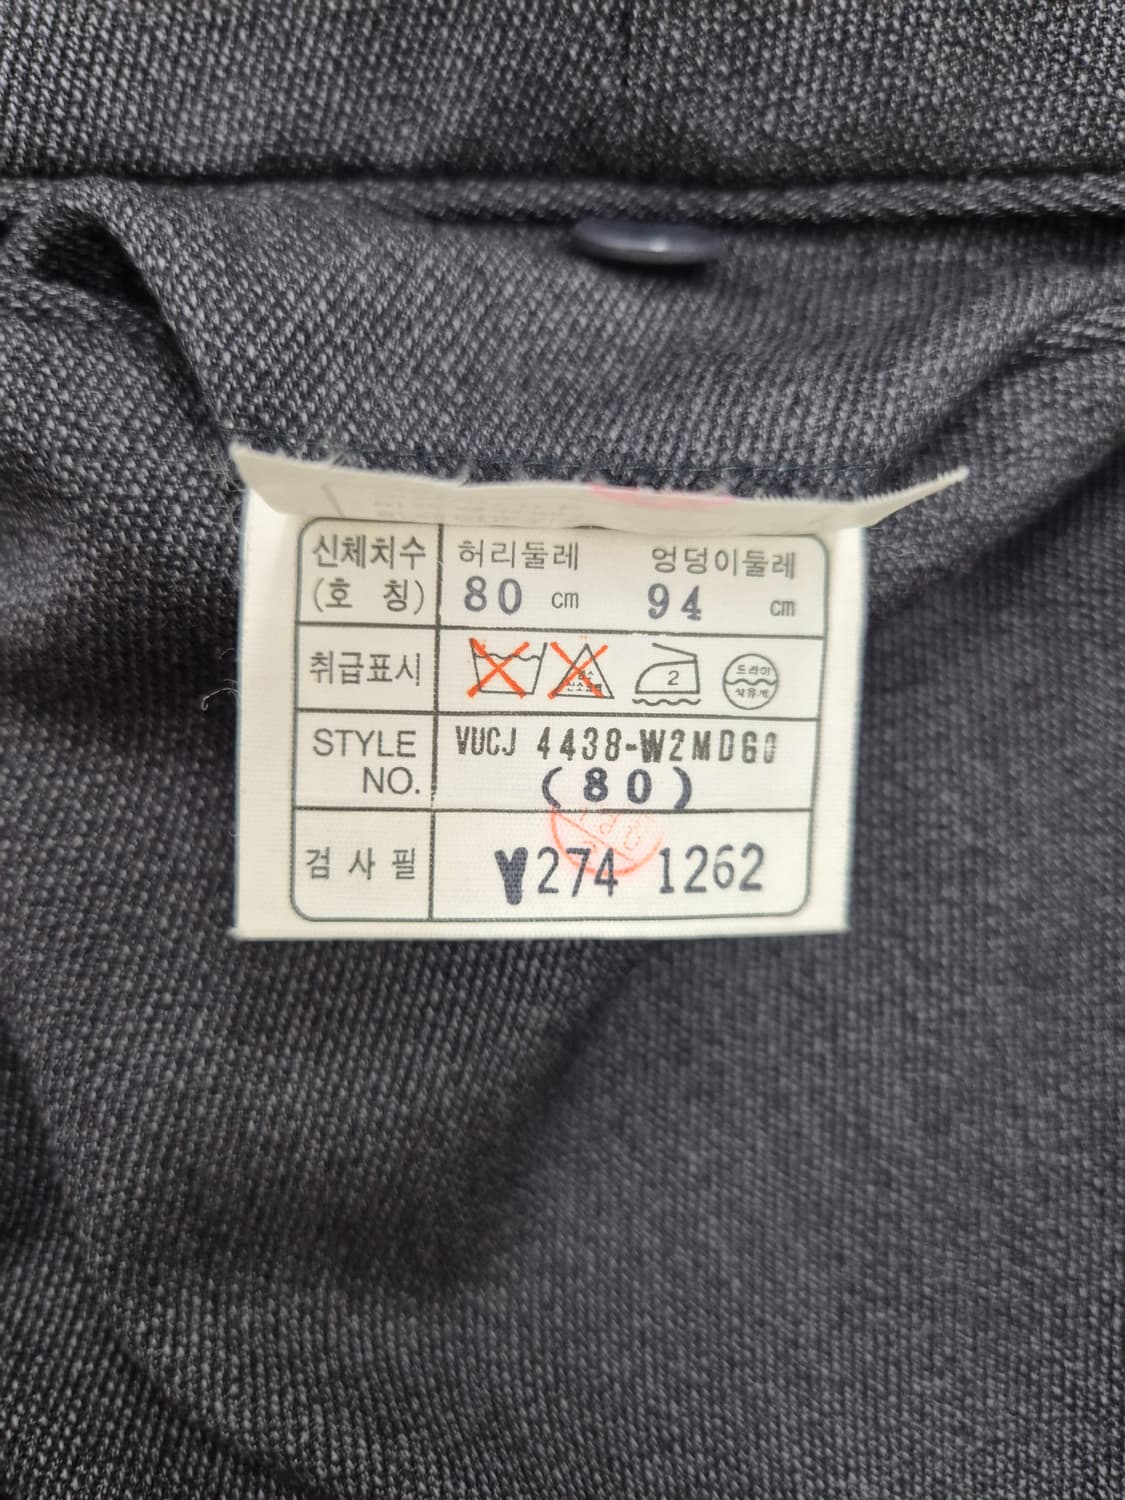 신체치수 허리둘레 엉덩이둘레
(호 칭) 80 cm 94 cm
취급표시 2 드라이
석유계
STYLE VUCJ 4438-W2MD60
NO. (80)
검 사 필 274 1262